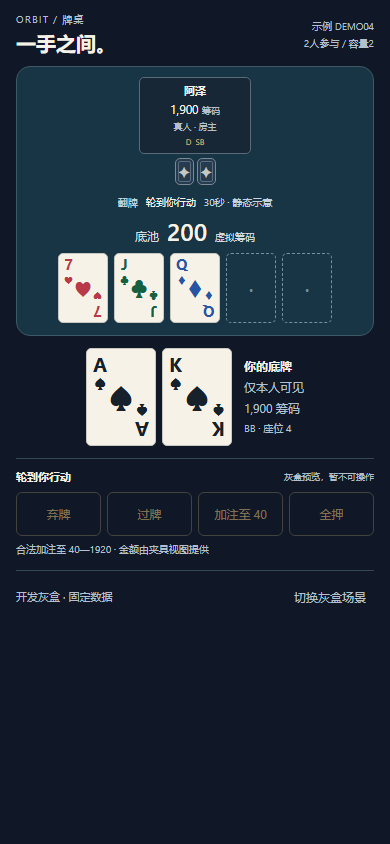 ORBIT / 牌桌
一手之间。
示例 DEMO04
2人参与 / 容量2
阿泽
1,900 筹码
真人 · 房主
D SB
翻牌 轮到你行动 30秒 · 静态示意
底池 200 虚拟筹码
7 J Q
7 J Q
A K
A K
你的底牌
仅本人可见
1,900 筹码
BB · 座位 4
轮到你行动
灰盒预览，暂不可操作
弃牌 过牌 加注至 40 全押
合法加注至 40—1920 · 金额由夹具视图提供
开发灰盒 · 固定数据
切换灰盒场景